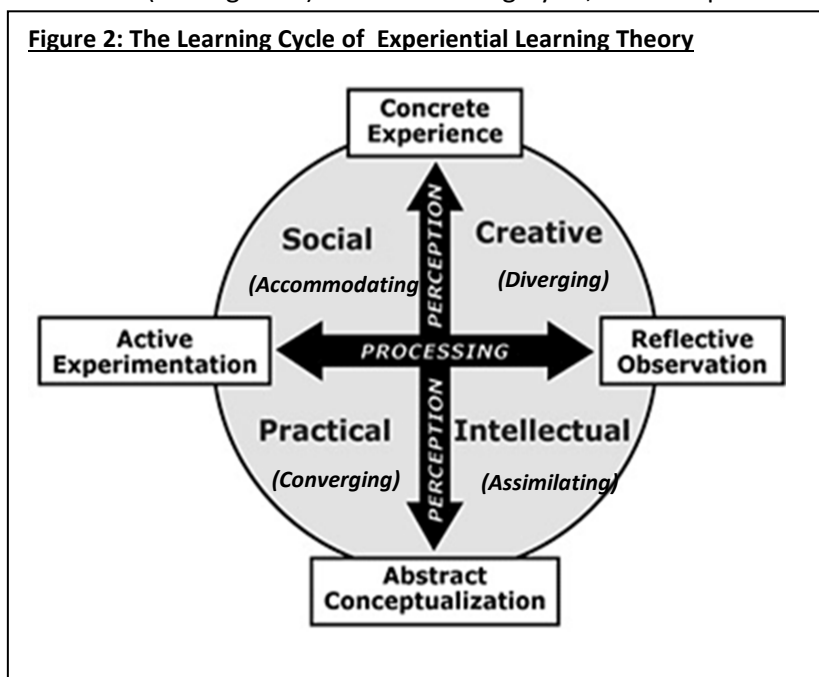 Figure 2: The Learning Cycle of Experiential Learning Theory
Concrete
Experience
Social
Creative
(Accommodating
(Diverging)
PERCEPTION
Active
Experimentation
PROCESSING
Reflective
Observation
PERCEPTION
Practical
Intellectual
(Converging)
(Assimilating)
Abstract
Conceptualization